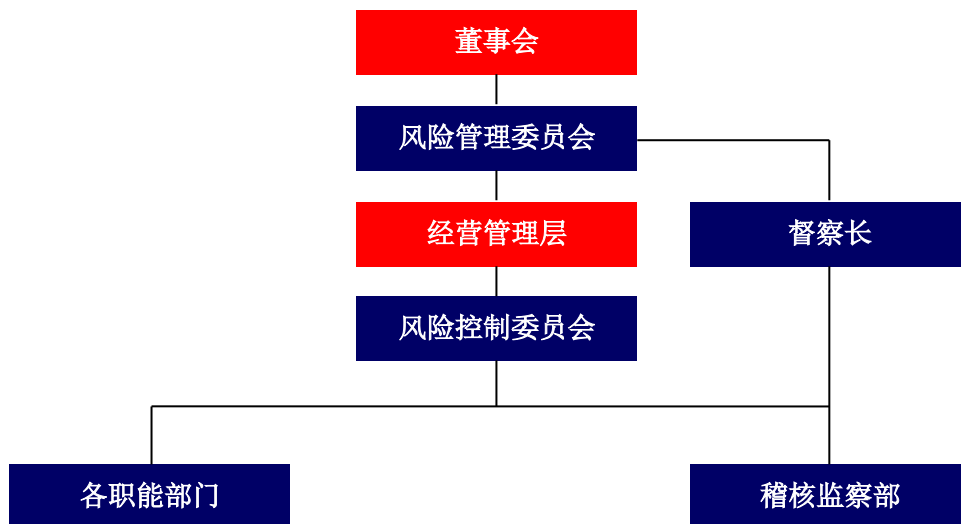 董事会
风险管理委员会
经营管理层
督察长
风险控制委员会
各职能部门
稽核监察部